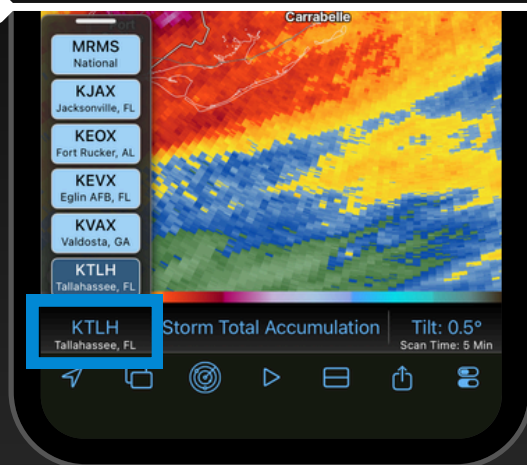 Port
Carrabelle
MRMS
National
KJAX
Jacksonville, FL
KEOX
Fort Rucker, AL
KEVX
Eglin AFB, FL
KVAX
Valdosta, GA
KTLH
Tallahassee, FL
KTLH
Tallahassee, FL
Storm Total Accumulation
Tilt: 0.5°
Scan Time: 5 Min